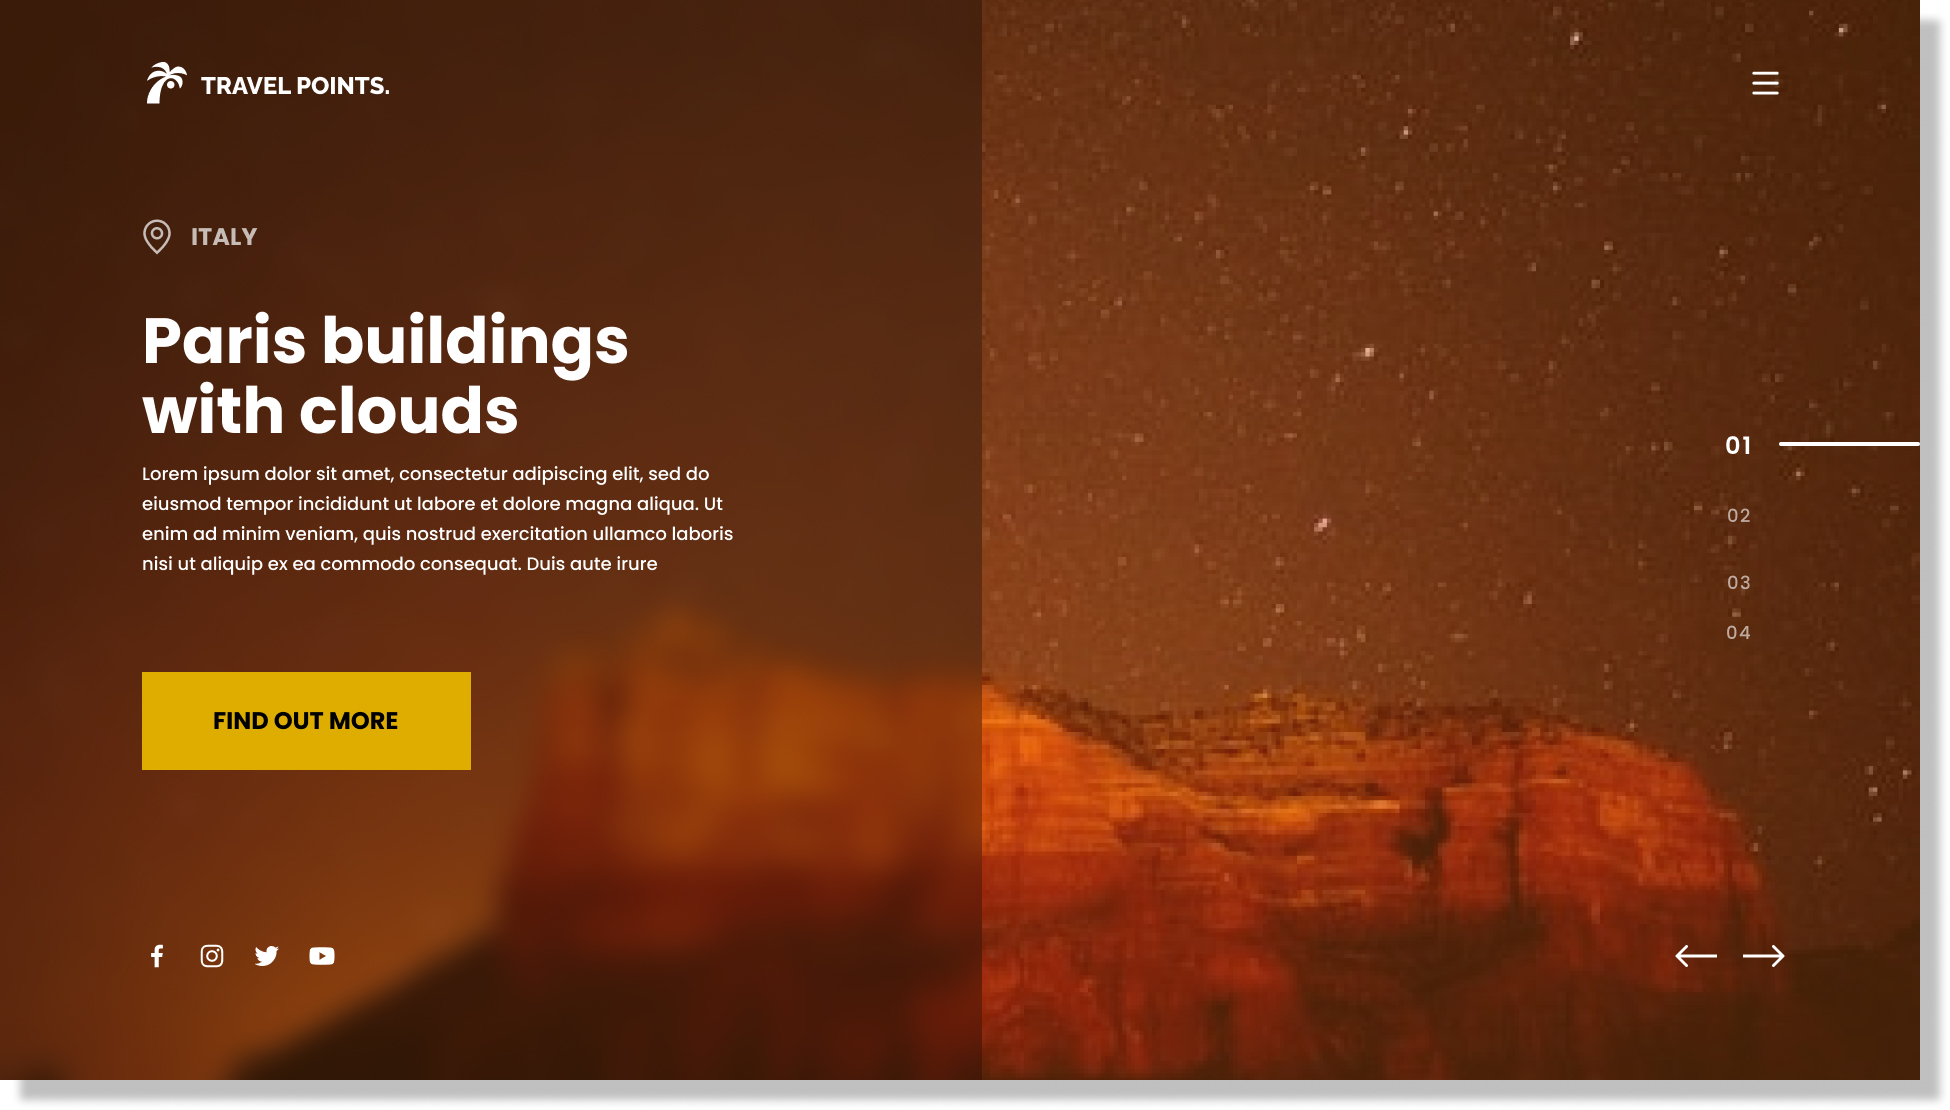 TRAVEL POINTS.
ITALY
Paris buildings
with clouds
Lorem ipsum dolor sit amet, consectetur adipiscing elit, sed do
eiusmod tempor incididunt ut labore et dolore magna aliqua. Ut
enim ad minim veniam, quis nostrud exercitation ullamco laboris
nisi ut aliquip ex ea commodo consequat. Duis aute irure
FIND OUT MORE
01
02
03
04